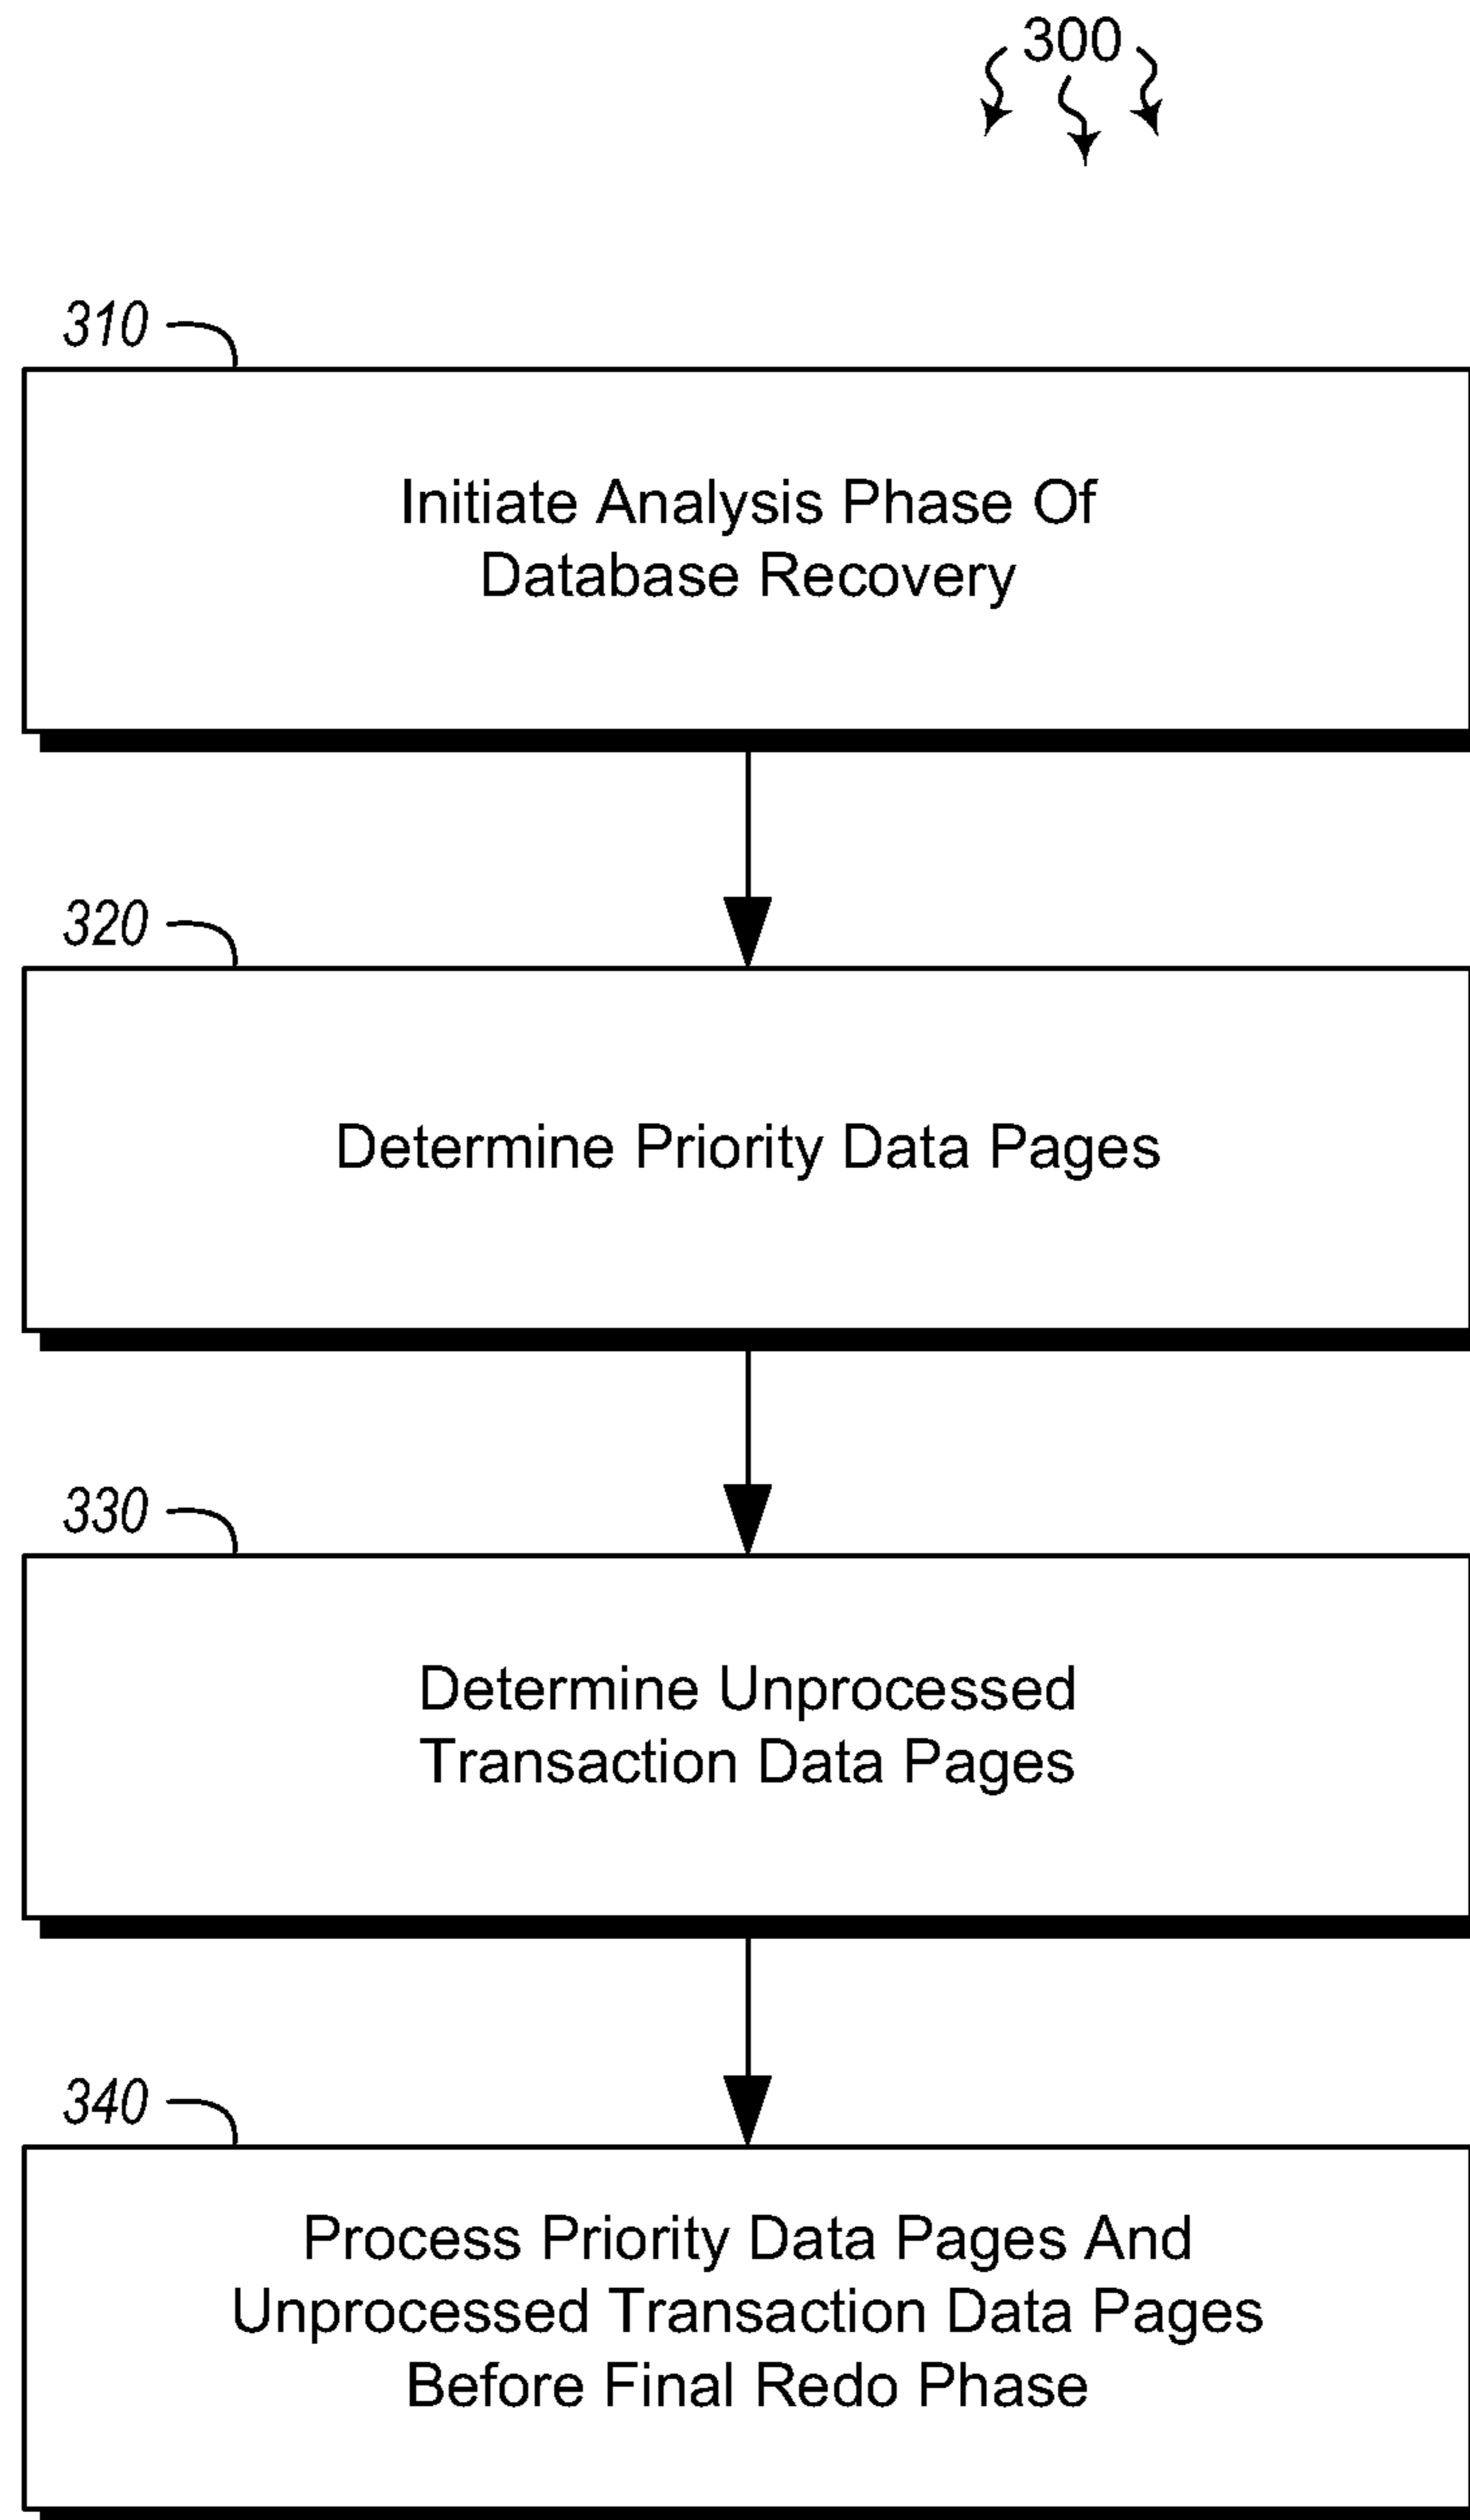 300
310
Initiate Analysis Phase Of
Database Recovery
320
Determine Priority Data Pages
330
Determine Unprocessed
Transaction Data Pages
340
Process Priority Data Pages And
Unprocessed Transaction Data Pages
Before Final Redo Phase